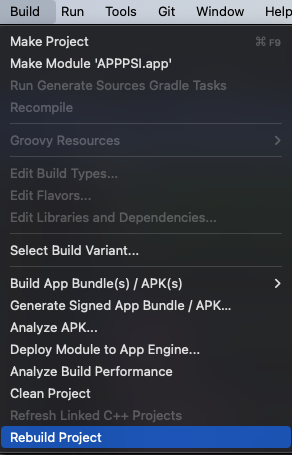 Build Run Tools Git Window Help
Make Project ⌘ F9
Make Module 'APPPSI.app'
Run Generate Sources Gradle Tasks
Recompile
Groovy Resources
Edit Build Types...
Edit Flavors...
Edit Libraries and Dependencies...
Select Build Variant...
Build App Bundle(s) / APK(s)
Generate Signed App Bundle / APK...
Analyze APK...
Deploy Module to App Engine...
Analyze Build Performance
Clean Project
Refresh Linked C++ Projects
Rebuild Project